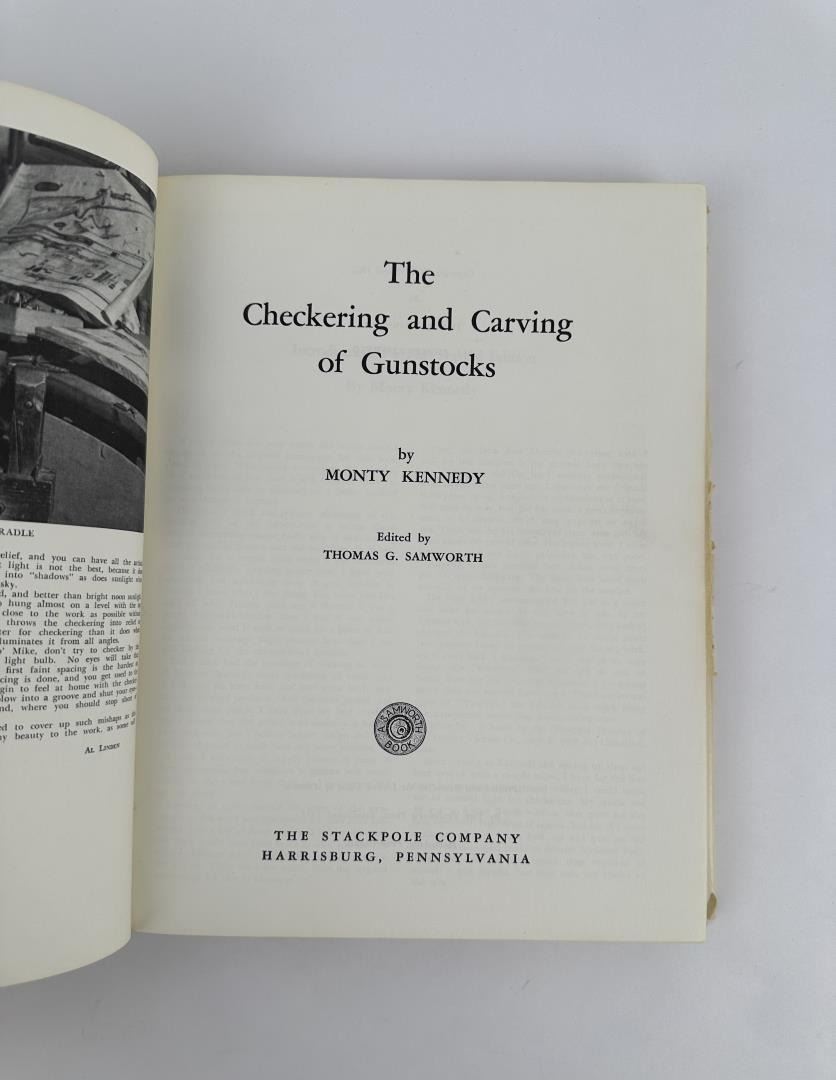 RADLE
elief, and you can have all the
light is not the best, because it
into "shadows" as does sunlight
sky.
and better than bright noon
hung almost on a level with the
close to the work as possible
throws the checkering into relief
ter for checkering than it does
luminates it from all angles.
Mike, don't try to checker by
light bulb. No eyes will take
first faint spacing is the hardest
cing is done, and you get used to
gin to feel at home with the
low into a groove and shut your
nd, where you should stop short
ed to cover up such mishaps as
ny beauty to the work, as some
AL LINDEN
The
Checkering and Carving
of Gunstocks
by
MONTY KENNEDY
Edited by
THOMAS G. SAMWORTH
A SAMWORTH
BOOK
THE STACKPOLE COMPANY
HARRISBURG, PENNSYLVANIA